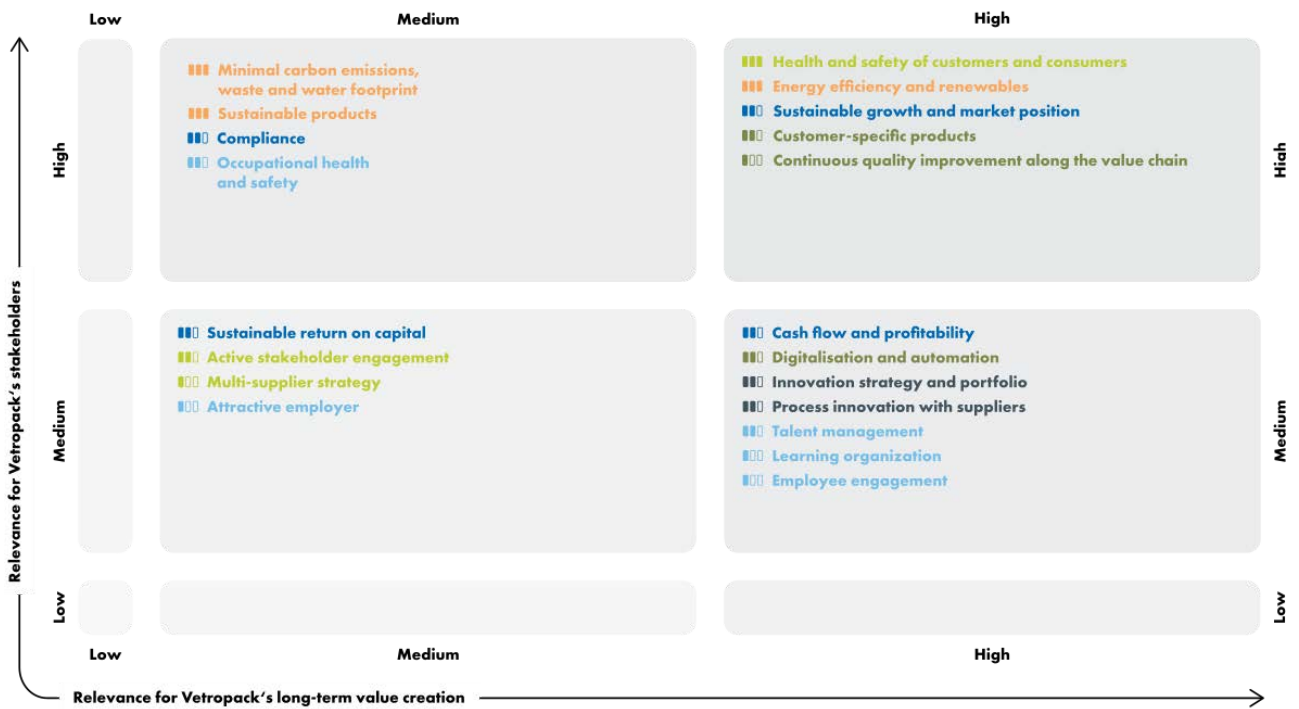 Low
Medium
High
High
Minimal carbon emissions,
waste and water footprint
Sustainable products
Compliance
Occupational health
and safety
Health and safety of customers and consumers
Energy efficiency and renewables
Sustainable growth and market position
Customer-specific products
Continuous quality improvement along the value chain
High
Relevance for Vetropack‘s stakeholders
Medium
Sustainable return on capital
Active stakeholder engagement
Multi-supplier strategy
Attractive employer
Cash flow and profitability
Digitalisation and automation
Innovation strategy and portfolio
Process innovation with suppliers
Talent management
Learning organization
Employee engagement
Medium
Low
Low
Low
Medium
High
Relevance for Vetropack‘s long-term value creation